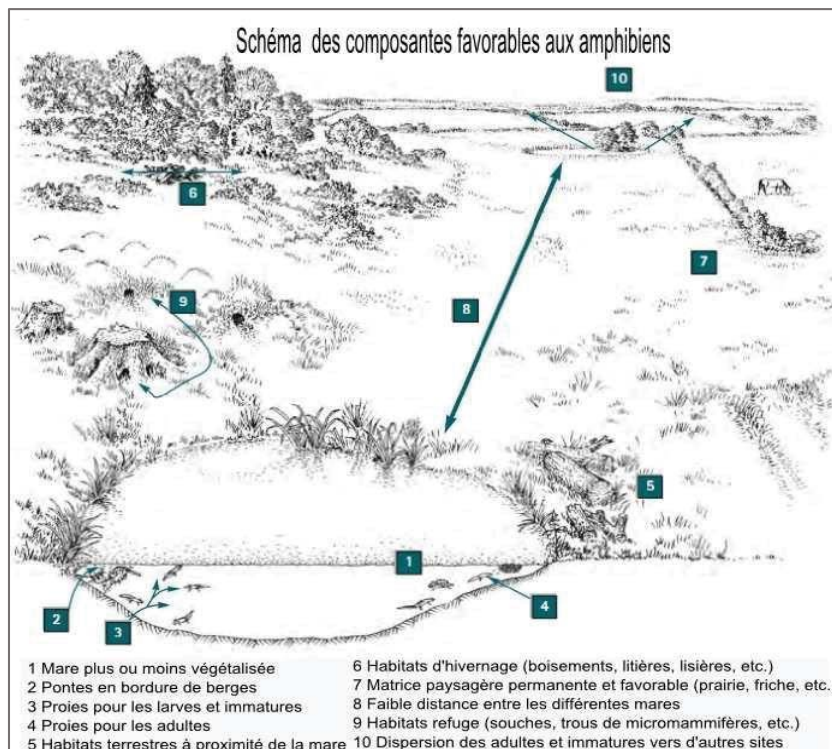 Schéma des composantes favorables aux amphibiens
10
6
7
9
8
5
1
2
3
4
1 Mare plus ou moins végétalisée
2 Pontes en bordure de berges
3 Proies pour les larves et immatures
4 Proies pour les adultes
5 Habitats terrestres à proximité de la mare
6 Habitats d'hivernage (boisements, litières, lisières, etc.)
7 Matrice paysagère permanente et favorable (prairie, friche, etc.
8 Faible distance entre les différentes mares
9 Habitats refuge (souches, trous de micromammifères, etc.)
10 Dispersion des adultes et immatures vers d'autres sites